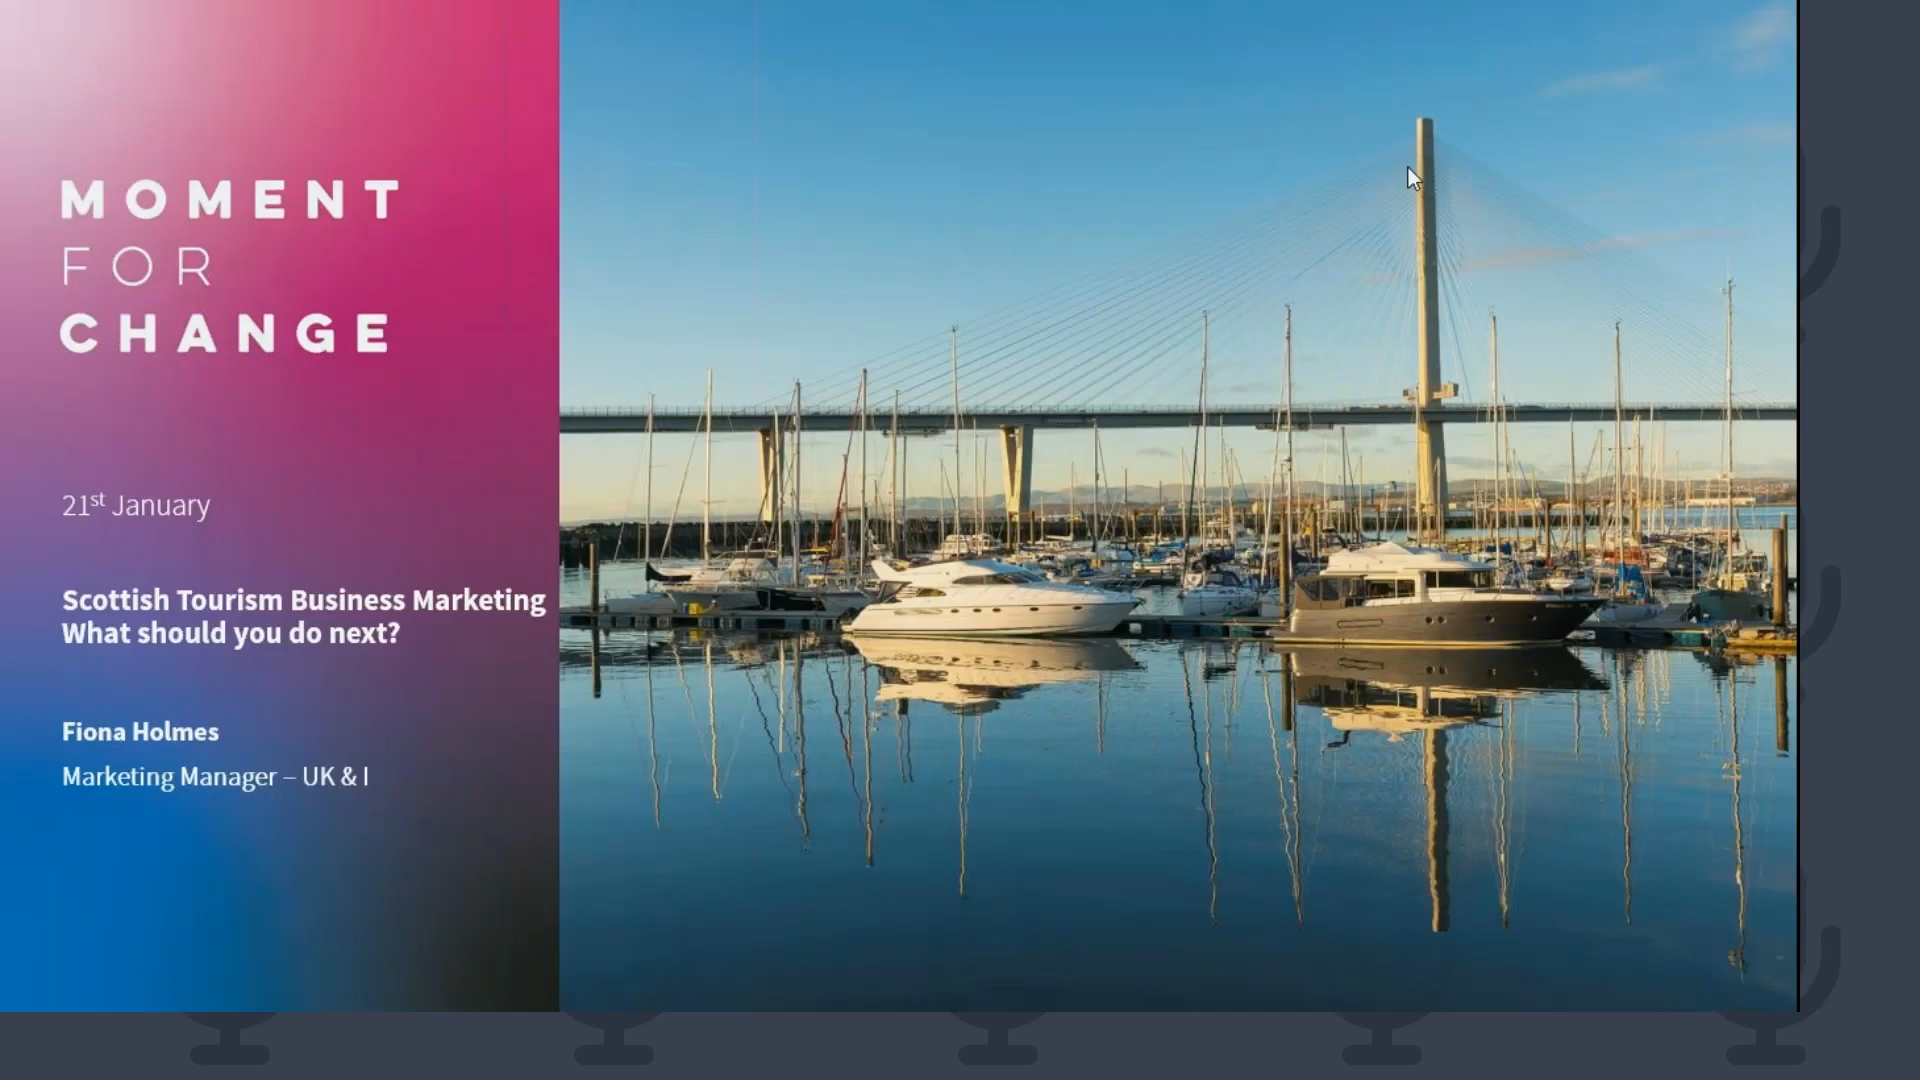 MOMENT
FOR
CHANGE
21st January
Scottish Tourism Business Marketing
What should you do next?
Fiona Holmes
Marketing Manager – UK & I